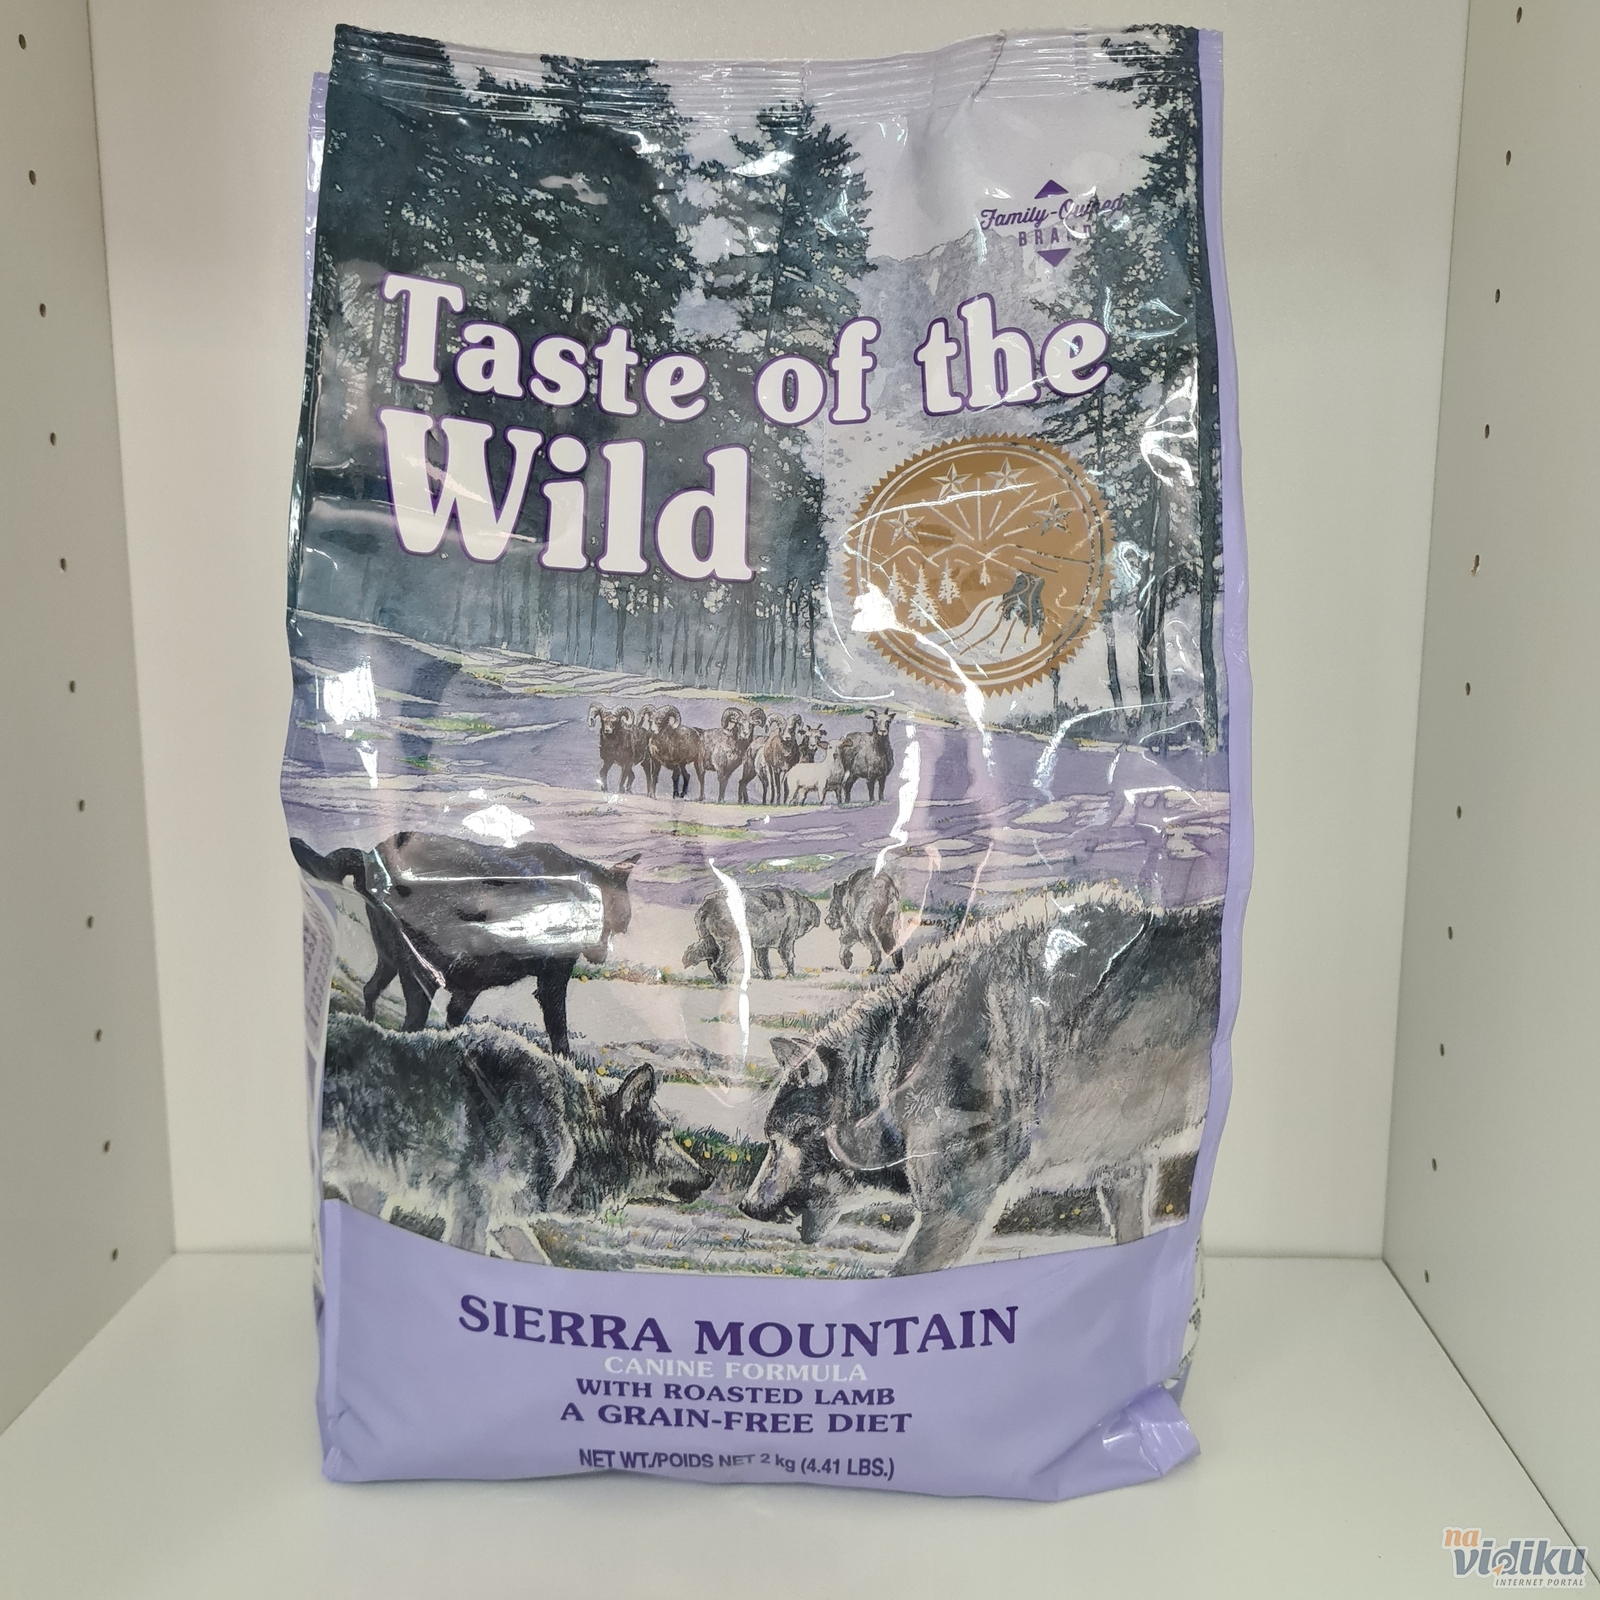 Family-Owned
BRAND
Taste of the
Wild
SIERRA MOUNTAIN
CANINE FORMULA
WITH ROASTED LAMB
A GRAIN-FREE DIET
NET WT./POIDS NET 2 kg (4.41 LBS.)
na
vidiku
INTERNET PORTAL